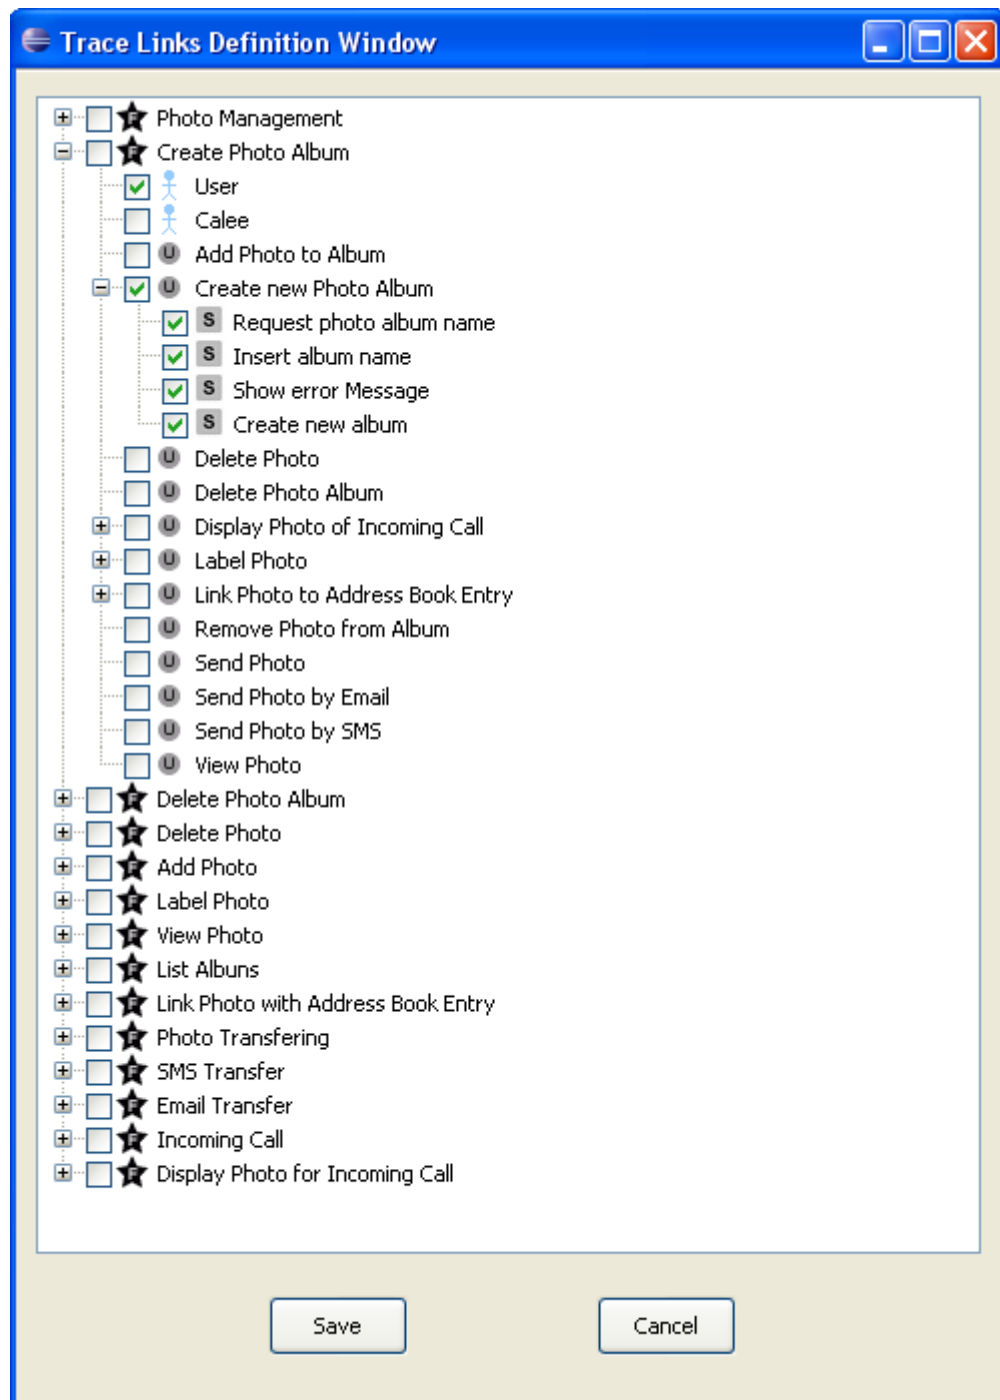 Trace Links Definition Window
Photo Management
Create Photo Album
User
Calee
U Add Photo to Album
U Create new Photo Album
S Request photo album name
S Insert album name
S Show error Message
S Create new album
U Delete Photo
U Delete Photo Album
U Display Photo of Incoming Call
U Label Photo
U Link Photo to Address Book Entry
U Remove Photo from Album
U Send Photo
U Send Photo by Email
U Send Photo by SMS
U View Photo
F Delete Photo Album
F Delete Photo
F Add Photo
F Label Photo
F View Photo
F List Albuns
F Link Photo with Address Book Entry
F Photo Transfering
F SMS Transfer
F Email Transfer
F Incoming Call
F Display Photo for Incoming Call
Save Cancel